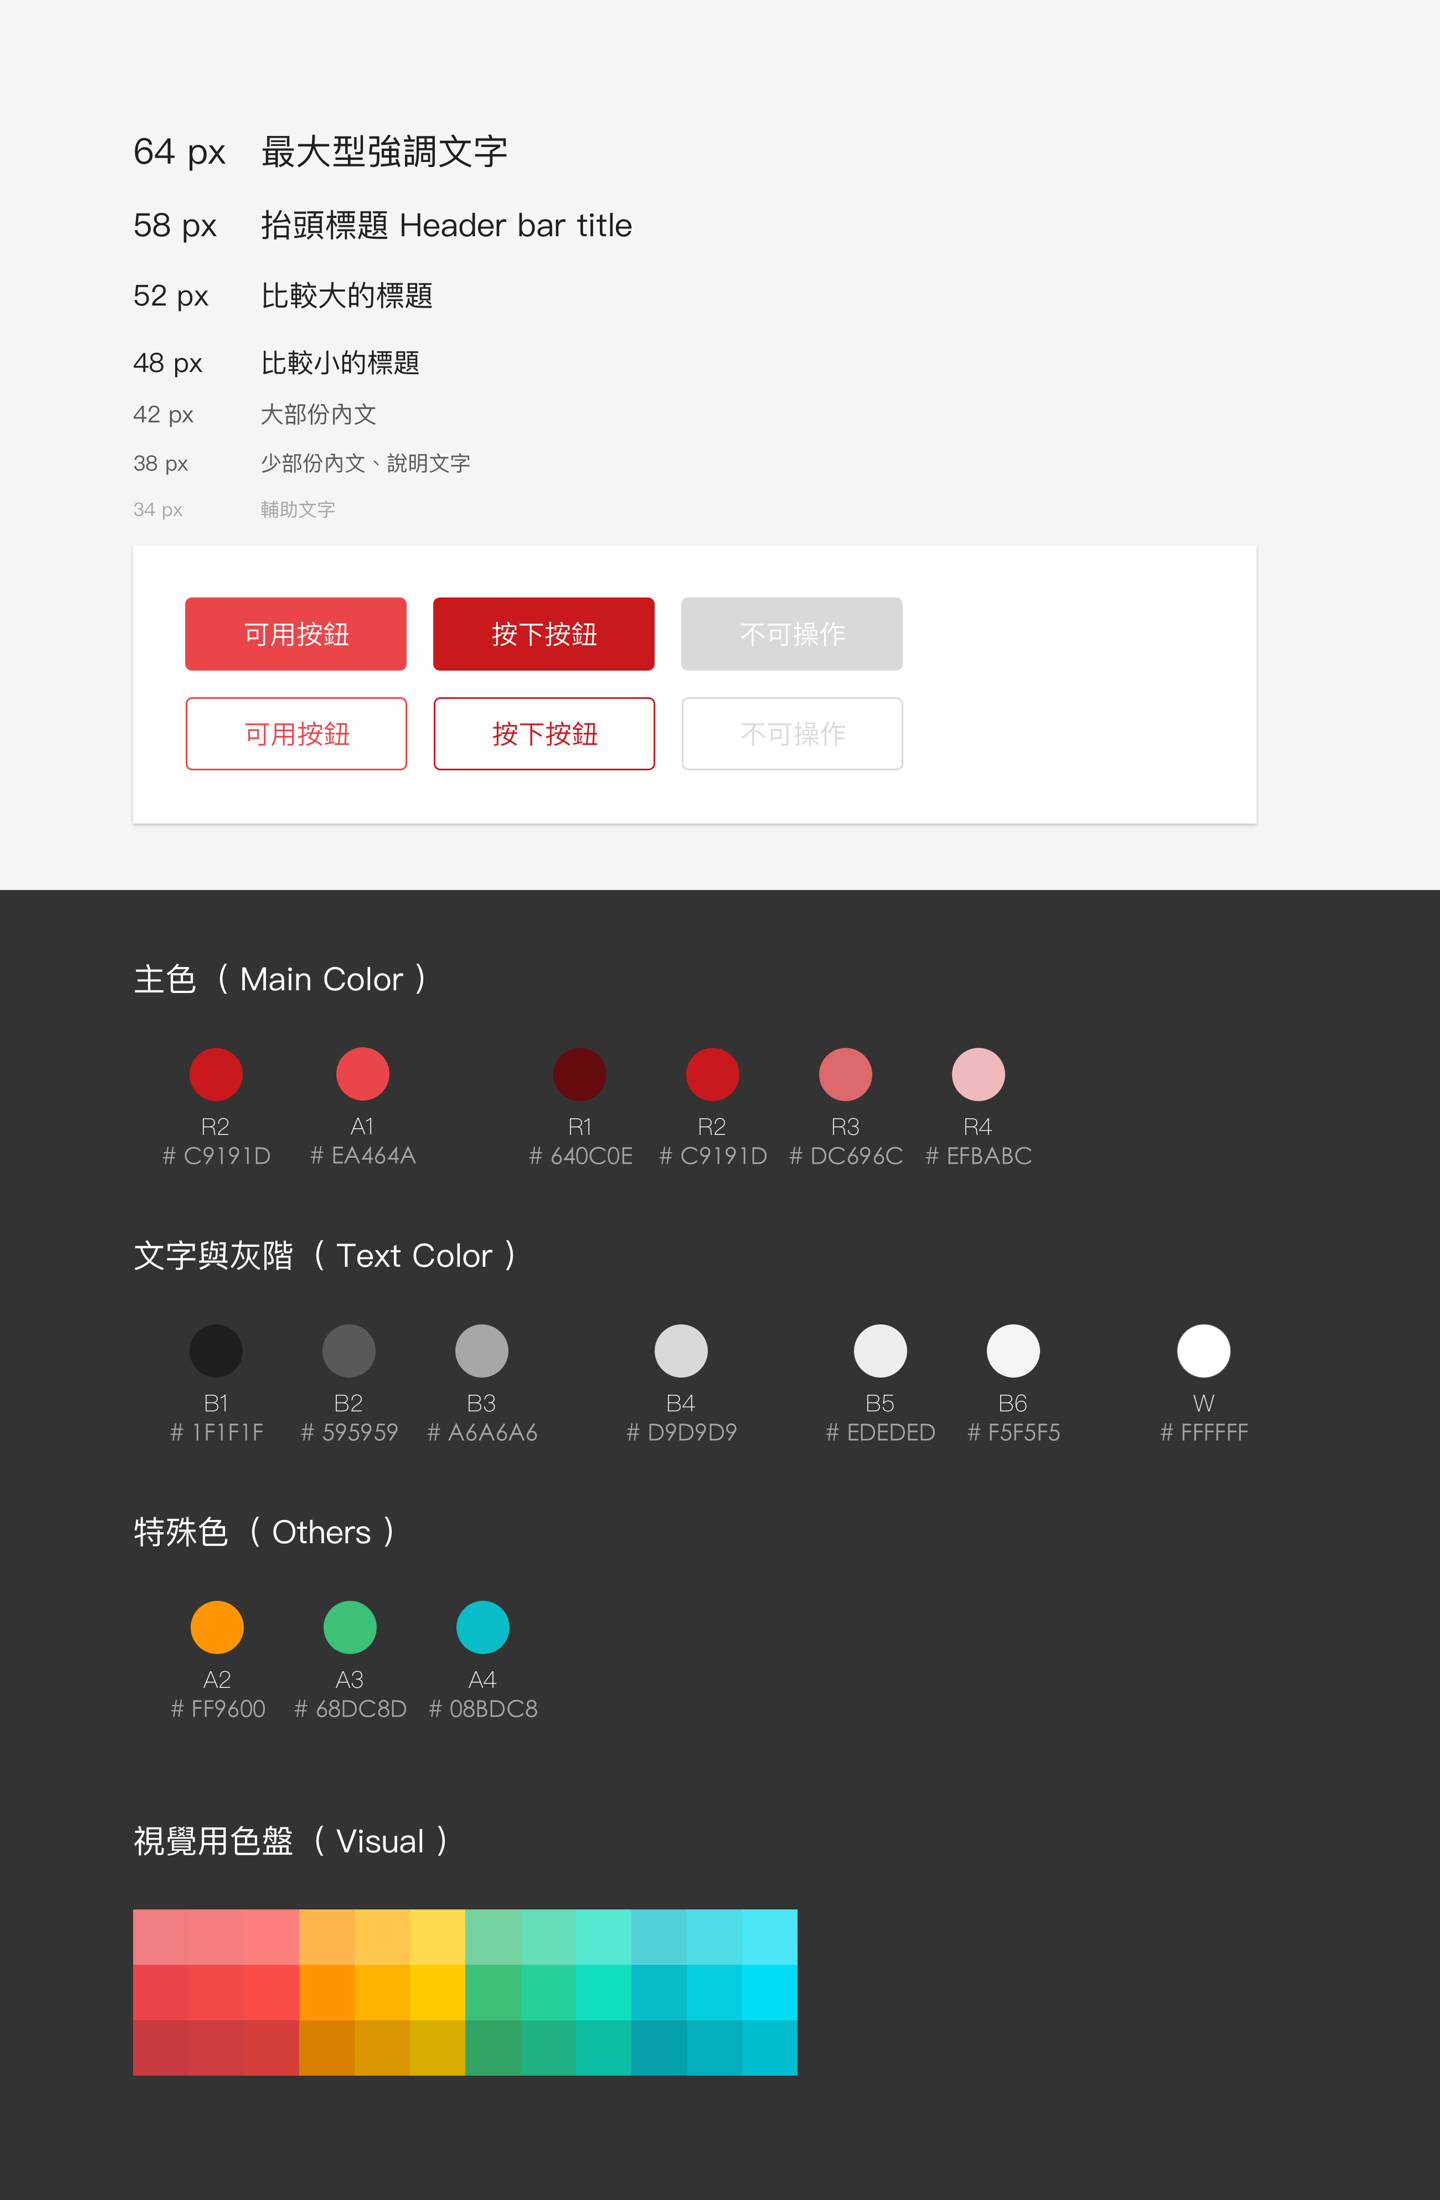 64 px 最大型強調文字
58 px 抬頭標題 Header bar title
52 px 比較大的標題
48 px 比較小的標題
42 px 大部份內文
38 px 少部份內文、說明文字
34 px 輔助文字
可用按鈕 按下按鈕 不可操作
可用按鈕 按下按鈕 不可操作
主色 ( Main Color )
R2 A1 R1 R2 R3 R4
# C9191D # EA464A # 640C0E # C9191D # DC696C # EFBABC
文字與灰階 ( Text Color )
B1 B2 B3 B4 B5 B6 W
# 1F1F1F # 595959 # A6A6A6 # D9D9D9 # EDEDED # F5F5F5 # FFFFFF
特殊色 ( Others )
A2 A3 A4
# FF9600 # 68DC8D # 08BDC8
視覺用色盤 ( Visual )